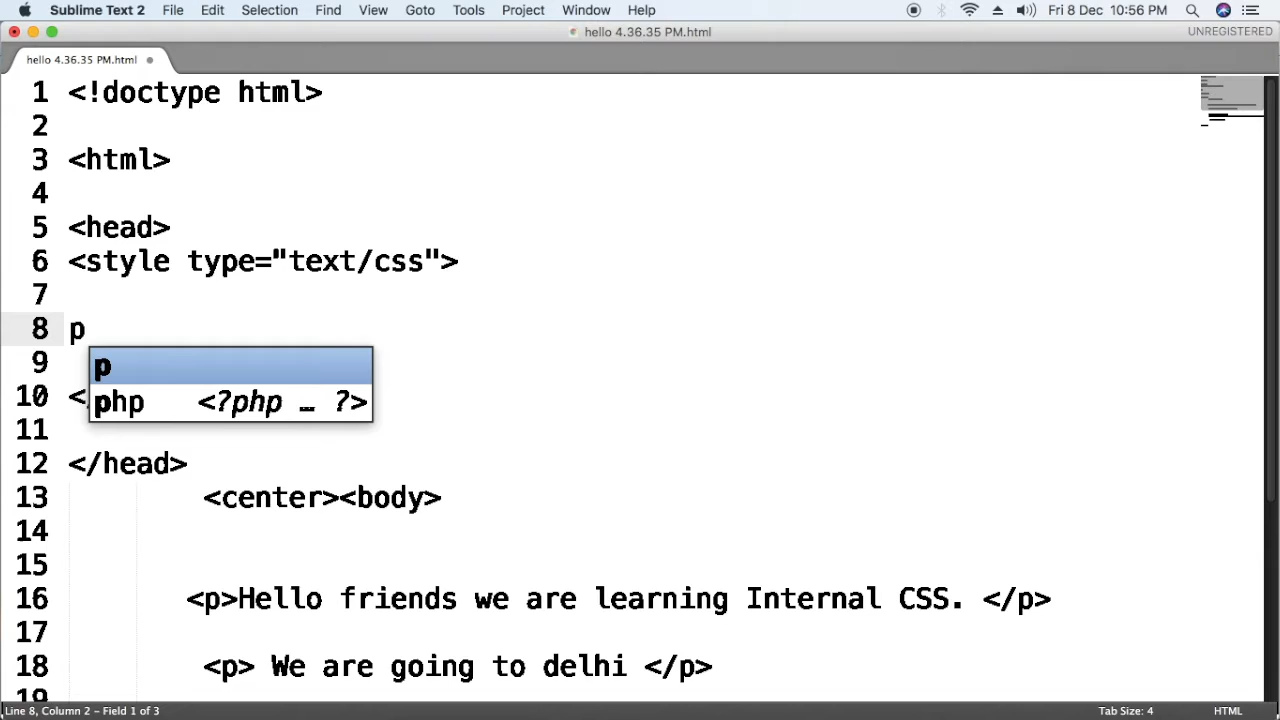 Sublime Text 2 File Edit Selection Find View Goto Tools Project Window Help Fri 8 Dec 10:56 PM
hello 4.36.35 PM.html UNREGISTERED
hello 4.36.35 PM.html
1 <!doctype html>
2
3 <html>
4
5 <head>
6 <style type="text/css">
7
8 p
p
9
php <?php … ?>
10 <
11
12 </head>
13 <center><body>
14
15
16 <p>Hello friends we are learning Internal CSS. </p>
17
18 <p> We are going to delhi </p>
19
Line 8, Column 2 – Field 1 of 3 Tab Size: 4 HTML